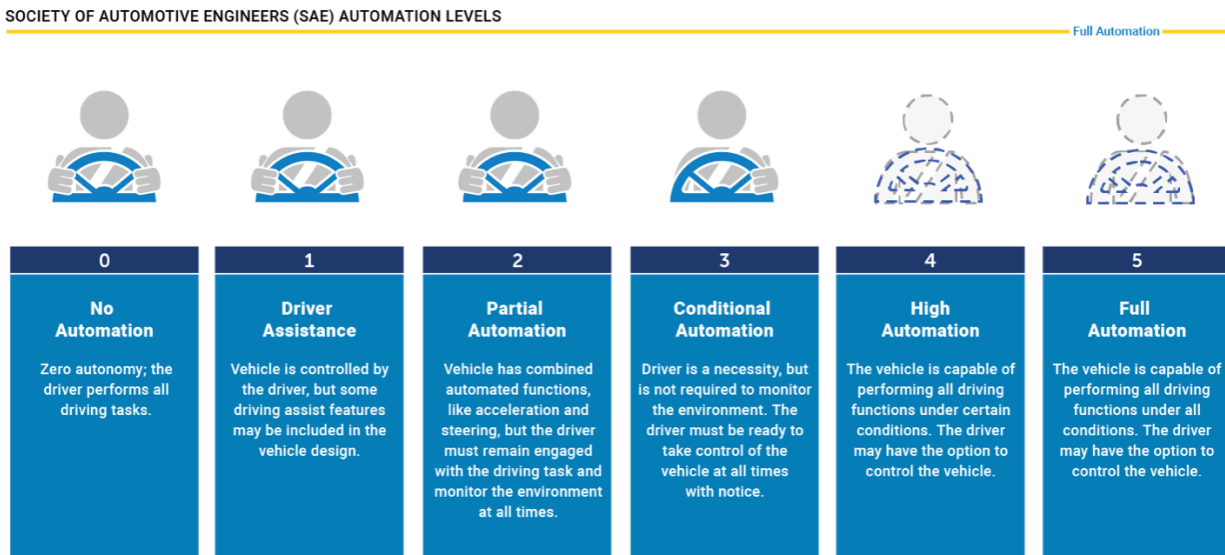 SOCIETY OF AUTOMOTIVE ENGINEERS (SAE) AUTOMATION LEVELS
Full Automation
0
No
Automation
Zero autonomy; the
driver performs all
driving tasks.
1
Driver
Assistance
Vehicle is controlled by
the driver, but some
driving assist features
may be included in the
vehicle design.
2
Partial
Automation
Vehicle has combined
automated functions,
like acceleration and
steering, but the driver
must remain engaged
with the driving task and
monitor the environment
at all times.
3
Conditional
Automation
Driver is a necessity, but
is not required to monitor
the environment. The
driver must be ready to
take control of the
vehicle at all times
with notice.
4
High
Automation
The vehicle is capable of
performing all driving
functions under certain
conditions. The driver
may have the option to
control the vehicle.
5
Full
Automation
The vehicle is capable of
performing all driving
functions under all
conditions. The driver
may have the option to
control the vehicle.